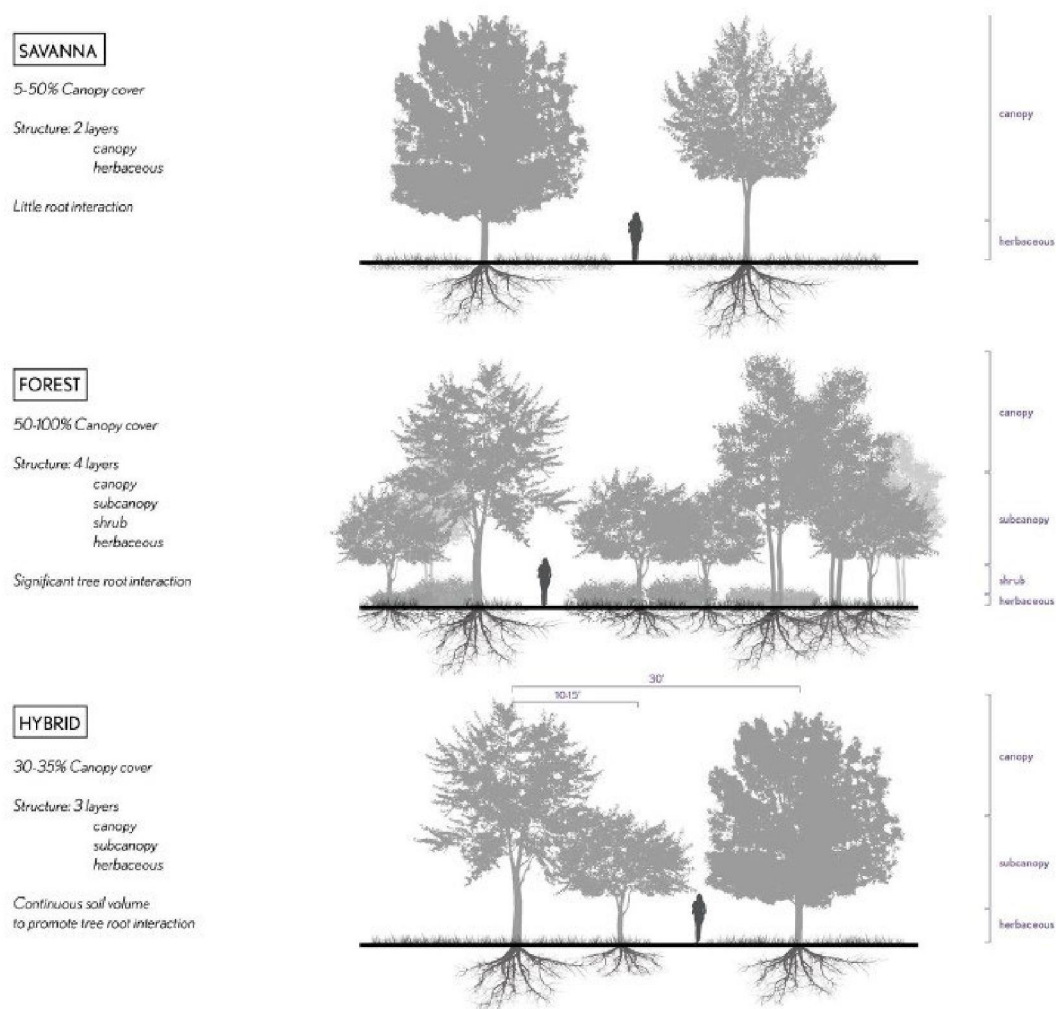 SAVANNA
5-50% Canopy cover
Structure: 2 layers
canopy
herbaceous
Little root interaction
canopy
herbaceous
FOREST
50-100% Canopy cover
Structure: 4 layers
canopy
subcanopy
shrub
herbaceous
Significant tree root interaction
canopy
subcanopy
shrub
herbaceous
30'
10-15'
HYBRID
30-35% Canopy cover
Structure: 3 layers
canopy
subcanopy
herbaceous
Continuous soil volume
to promote tree root interaction
canopy
subcanopy
herbaceous